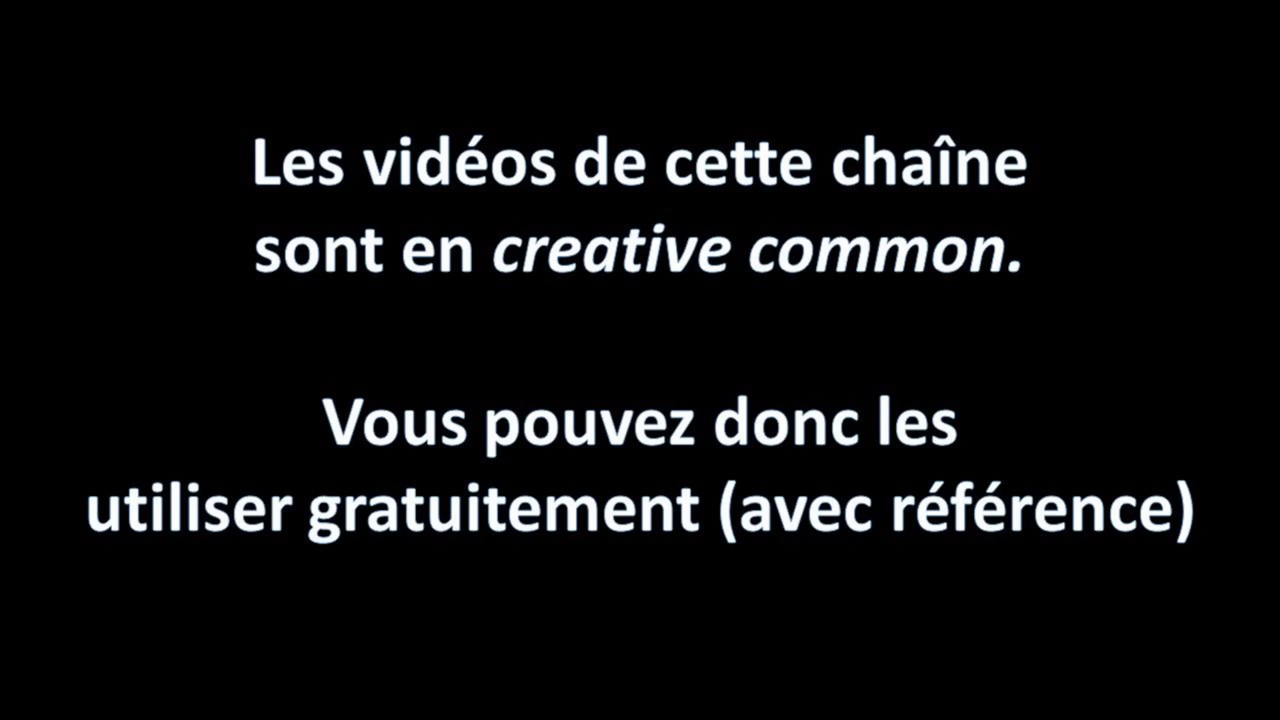 Les vidéos de cette chaîne
sont en creative common.
Vous pouvez donc les
utiliser gratuitement (avec référence)